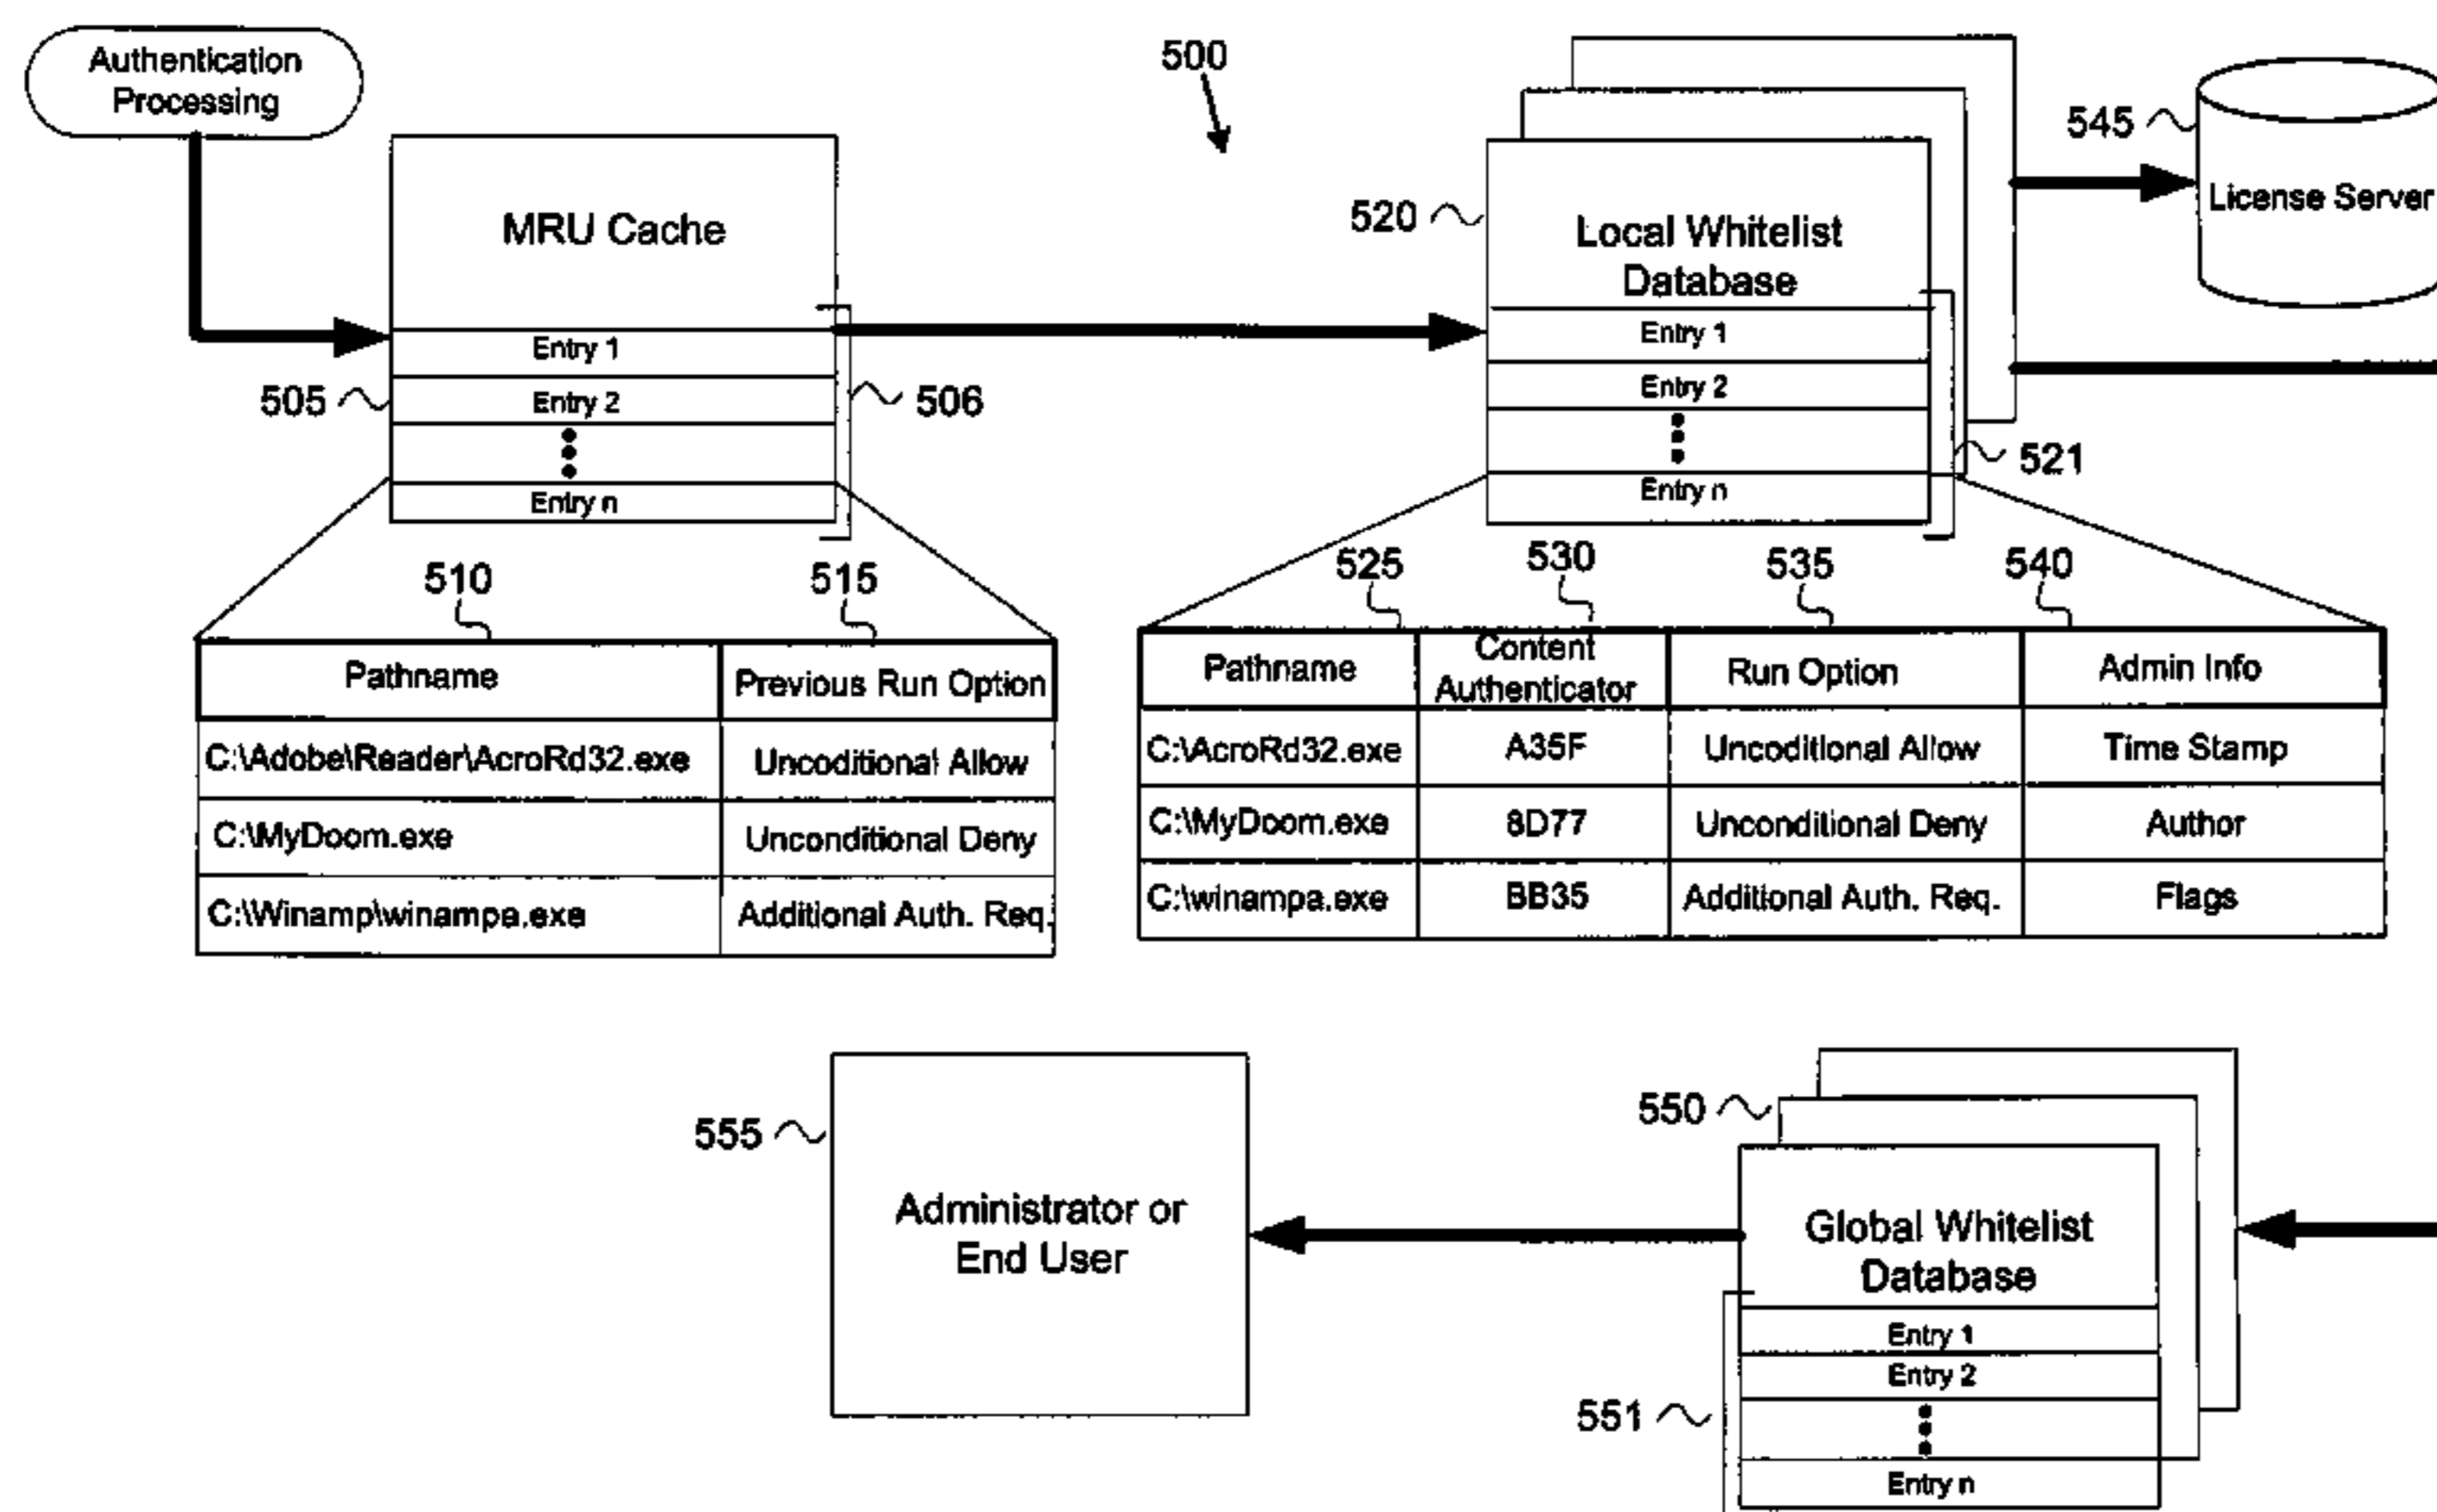 Authentication
Processing
500
545
License Server
MRU Cache
520
Local Whitelist
Database
Entry 1
Entry 2
Entry n
505
506
Entry 1
Entry 2
Entry n
521
510
515
525
530
535
540
Pathname
Previous Run Option
C:\Adobe\Reader\AcroRd32.exe
Uncoditional Allow
C:\MyDoom.exe
Unconditional Deny
C:\Winamp\winampa.exe
Additional Auth. Req.
Pathname
Content
Authenticator
Run Option
Admin Info
C:\AcroRd32.exe
A35F
Uncoditional Allow
Time Stamp
C:\MyDoom.exe
8D77
Unconditional Deny
Author
C:\winampa.exe
BB35
Additional Auth. Req.
Flags
555
Administrator or
End User
550
Global Whitelist
Database
551
Entry 1
Entry 2
Entry n